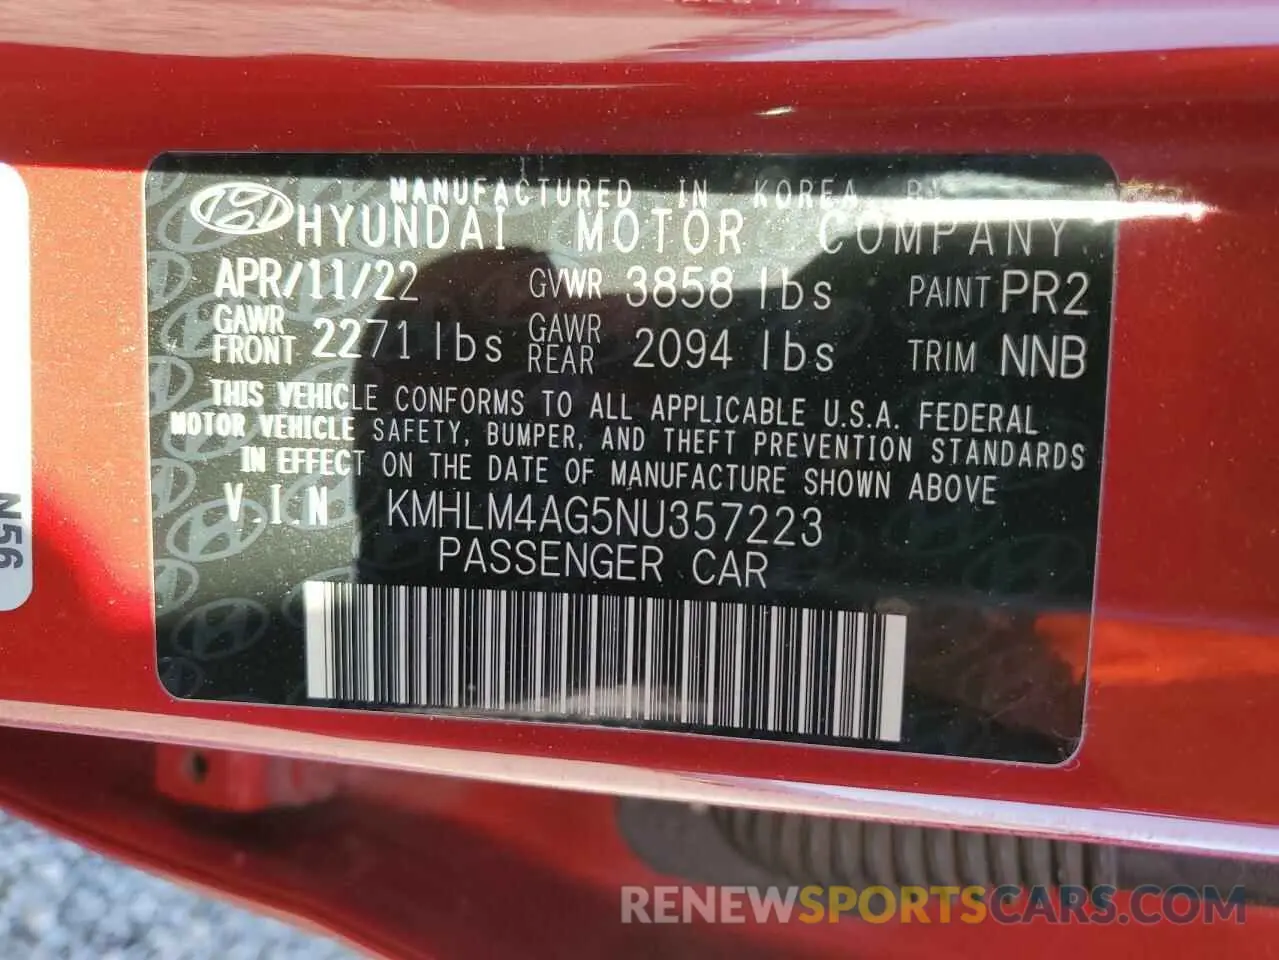 MANUFACTURED IN KOREA BY
HYUNDAI MOTOR COMPANY
APR/11/22 GVWR 3858 lbs PAINT PR2
GAWR FRONT 2271 lbs GAWR REAR 2094 lbs TRIM NNB
THIS VEHICLE CONFORMS TO ALL APPLICABLE U.S.A. FEDERAL
MOTOR VEHICLE SAFETY, BUMPER, AND THEFT PREVENTION STANDARDS
IN EFFECT ON THE DATE OF MANUFACTURE SHOWN ABOVE
V.I.N KMHLM4AG5NU357223
PASSENGER CAR
N56
RENEWSPORTSCARS.COM